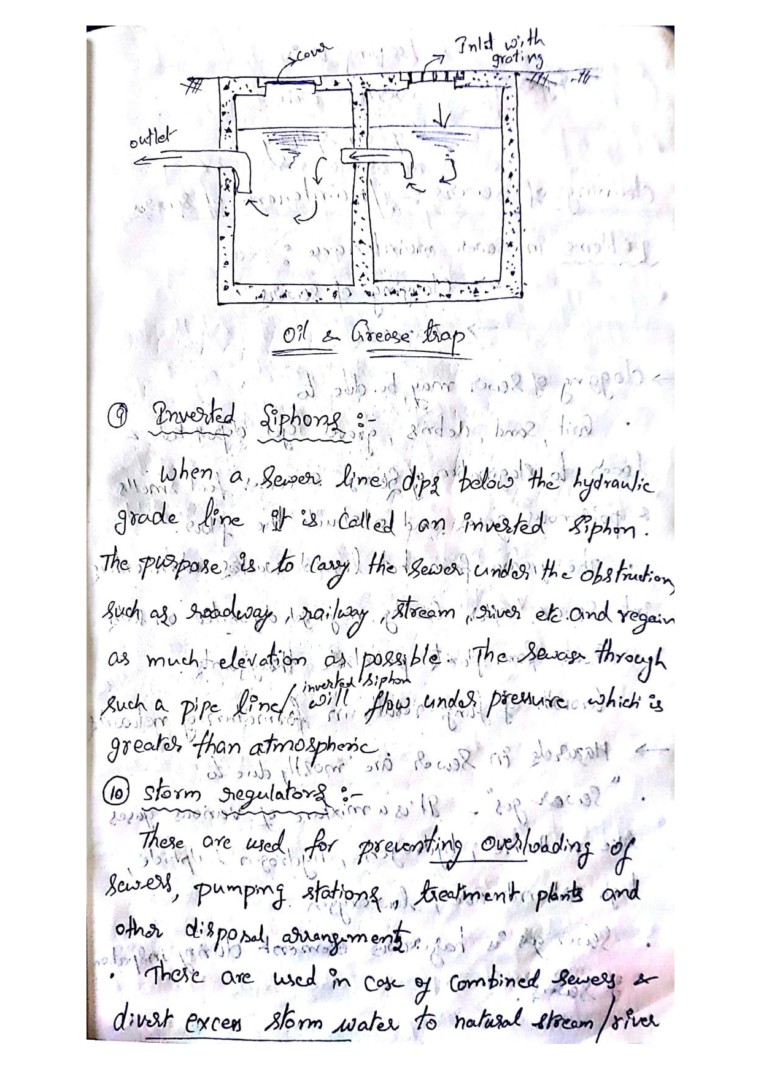 cover
Inlet with
grating
outlet
Oil & Grease trap
⑨ Inverted Siphons :-
When a sewer line dips below the hydraulic
grade line it is called an inverted siphon.
The purpose is to carry the sewer under the obstruction
such as roadway, railway, stream, river etc and regain
as much elevation as possible. The sewage through
such a pipe line/ inverted siphon will flow under pressure which is
greater than atmospheric.
⑩ Storm regulators :-
These are used for preventing overloading of
sewers, pumping stations, treatment plants and
other disposal arrangements
. These are used in case of combined sewers &
divert excess storm water to natural stream/river